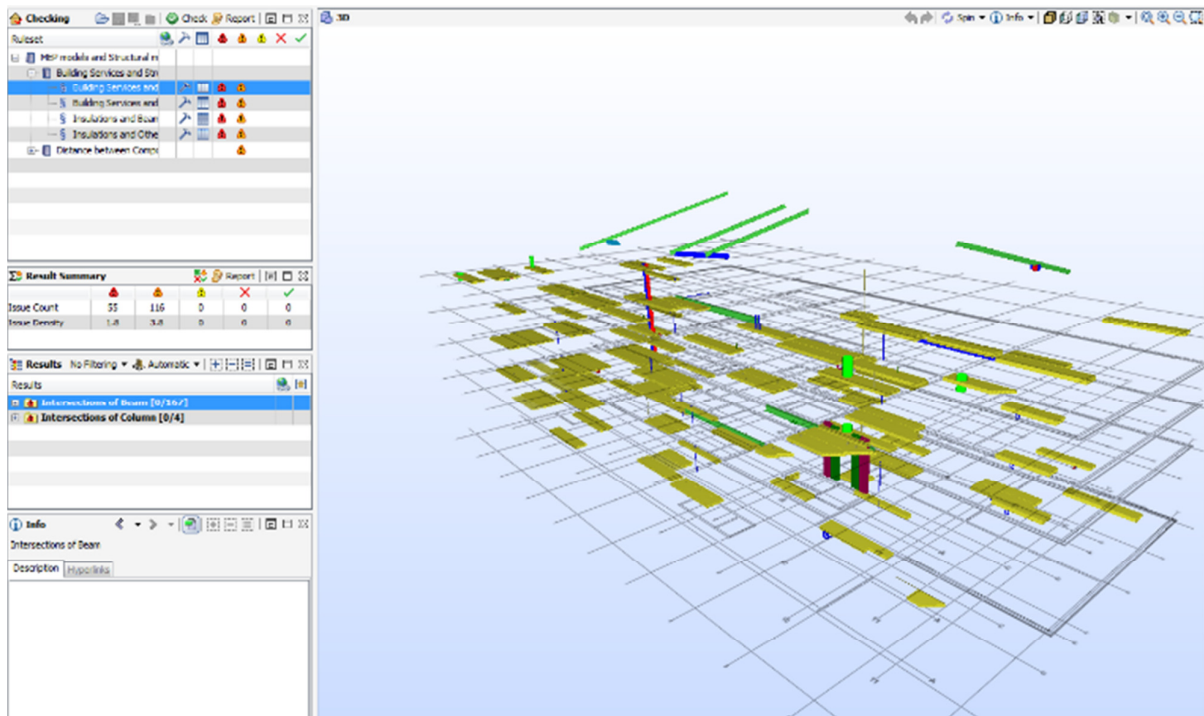 Checking
Check
Report
Ruleset
MEP models and Structural m
Building Services and Stru
Building Services and
Building Services and
Insulations and Bean
Insulations and Othe
Distance between Compo
Result Summary
Report
Issue Count 55 116 0 0 0
Issue Density 1.8 3.8 0 0 0
Results No Filtering Automatic
Results
Intersections of Beam [0/167]
Intersections of Column [0/4]
Info
Intersections of Beam
Description Hyperlinks
3D
Spin Info